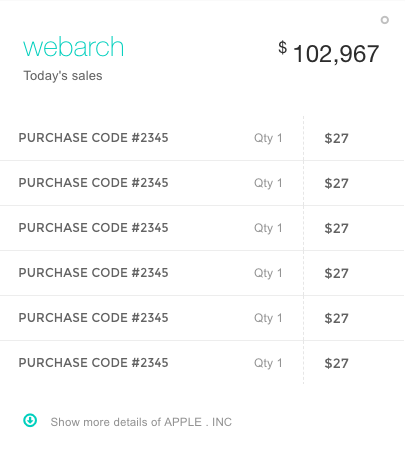 webarch
$ 102,967
Today's sales
PURCHASE CODE #2345 Qty 1 $27
PURCHASE CODE #2345 Qty 1 $27
PURCHASE CODE #2345 Qty 1 $27
PURCHASE CODE #2345 Qty 1 $27
PURCHASE CODE #2345 Qty 1 $27
PURCHASE CODE #2345 Qty 1 $27
Show more details of APPLE . INC